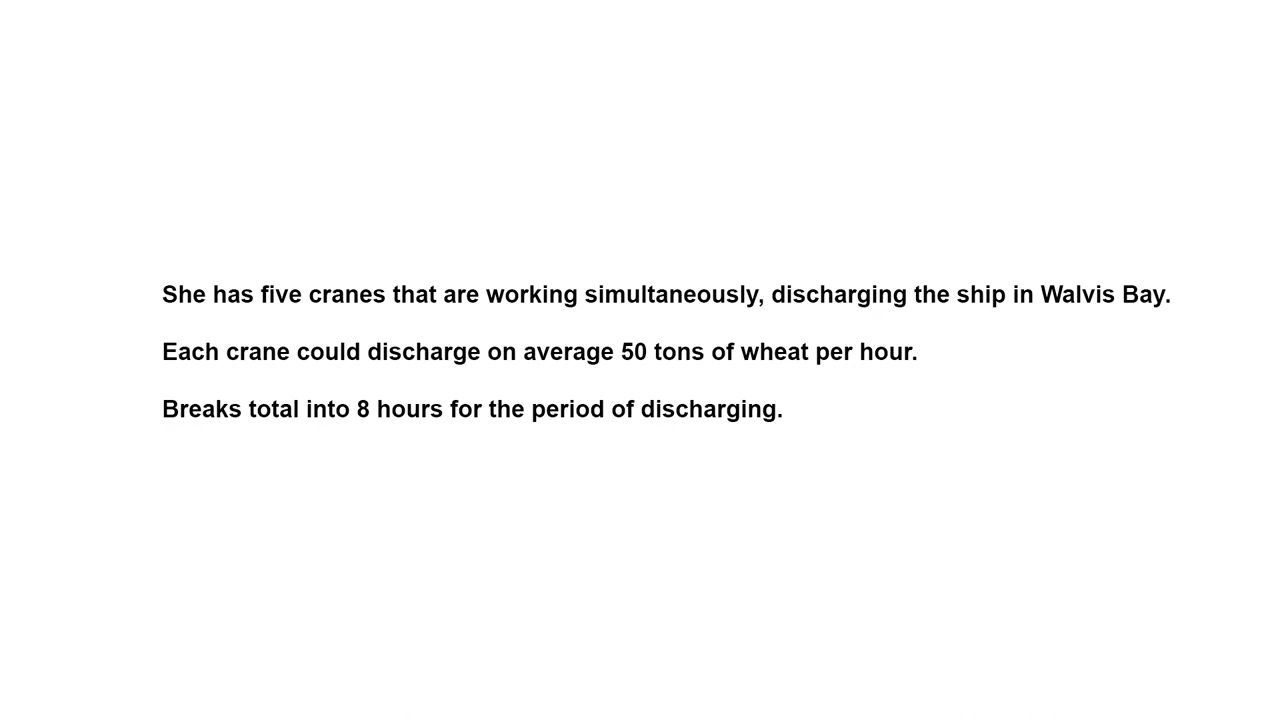 She has five cranes that are working simultaneously, discharging the ship in Walvis Bay.
Each crane could discharge on average 50 tons of wheat per hour.
Breaks total into 8 hours for the period of discharging.